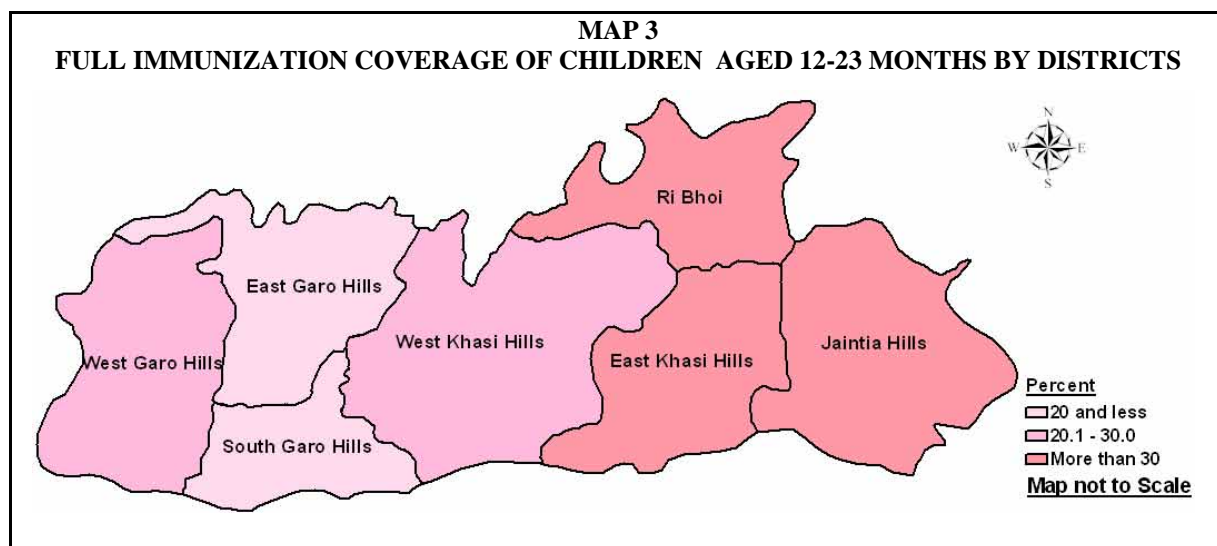 MAP 3
FULL IMMUNIZATION COVERAGE OF CHILDREN AGED 12-23 MONTHS BY DISTRICTS
N
W E
S
Ri Bhoi
East Garo Hills
West Khasi Hills
Jaintia Hills
West Garo Hills
East Khasi Hills
South Garo Hills
Percent
20 and less
20.1 - 30.0
More than 30
Map not to Scale